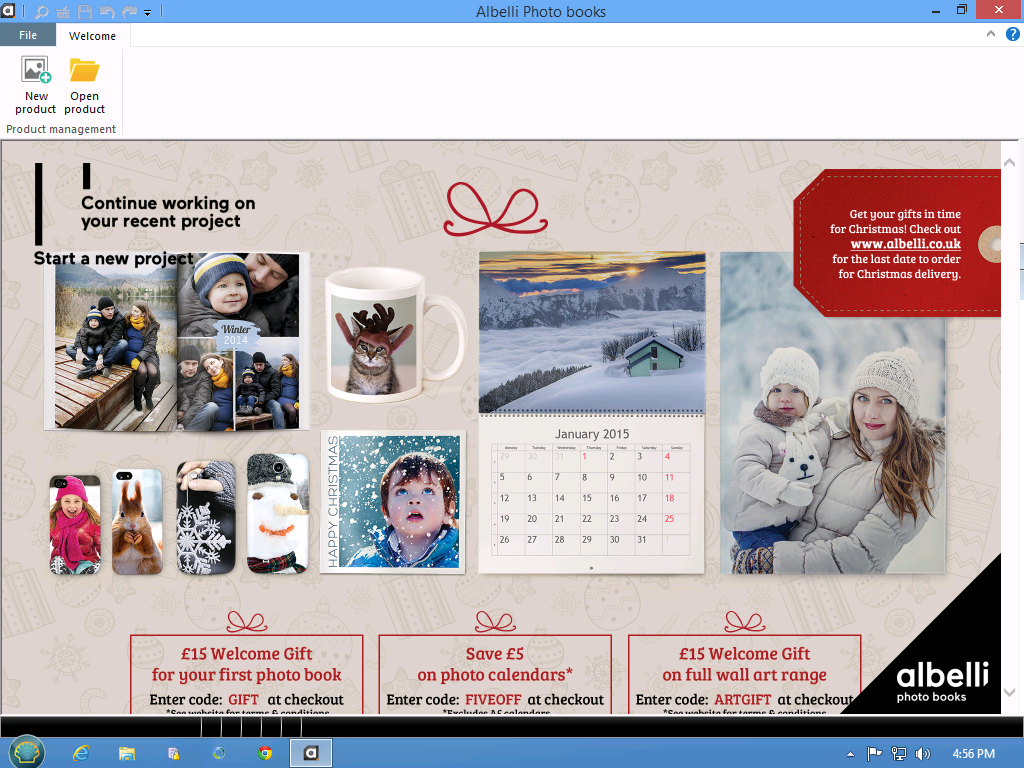 Albelli Photo books
File
Welcome
New
product
Open
product
Product management
Continue working on
your recent project
Start a new project
Get your gifts in time
for Christmas! Check out
www.albelli.co.uk
for the last date to order
for Christmas delivery.
Winter
2014
HAPPY CHRISTMAS
January 2015
Monday Tuesday Wednesday Thursday Friday Saturday Sunday
29 30 31 1 2 3 4
5 6 7 8 9 10 11
12 13 14 15 16 17 18
19 20 21 22 23 24 25
26 27 28 29 30 31
£15 Welcome Gift
for your first photo book
Enter code: GIFT at checkout
*See website for terms & conditions
Save £5
on photo calendars*
Enter code: FIVEOFF at checkout
*Excludes A5 calendars
£15 Welcome Gift
on full wall art range
Enter code: ARTGIFT at checkout
*See website for terms & conditions
albelli
photo books
4:56 PM